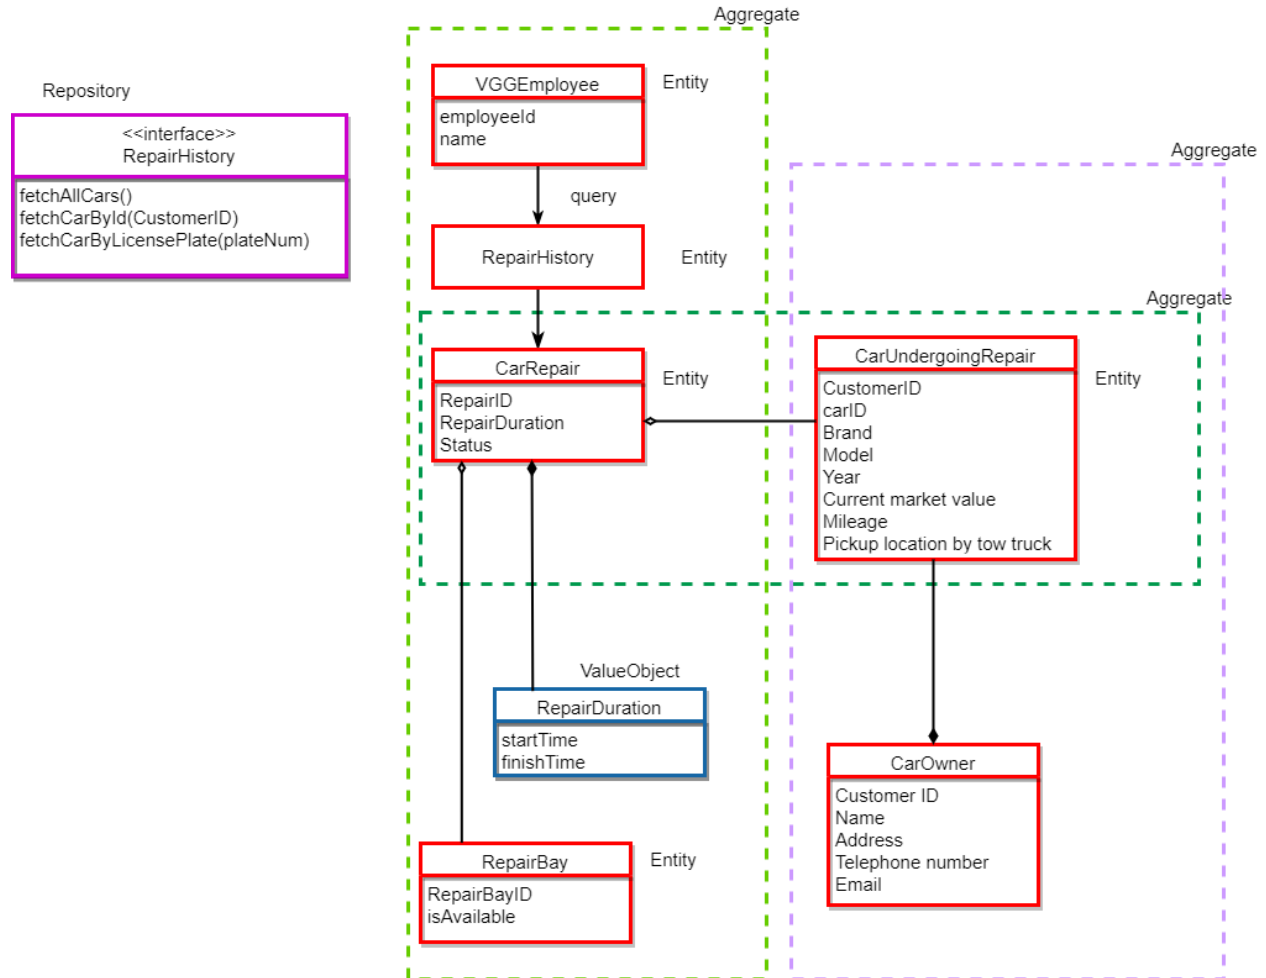 Aggregate
VGGEmployee
Entity
employeeId
name
Repository
<<interface>>
RepairHistory
fetchAllCars()
fetchCarById(CustomerID)
fetchCarByLicensePlate(plateNum)
query
RepairHistory
Entity
Aggregate
Aggregate
CarRepair
Entity
RepairID
RepairDuration
Status
CarUndergoingRepair
Entity
CustomerID
carID
Brand
Model
Year
Current market value
Mileage
Pickup location by tow truck
ValueObject
RepairDuration
startTime
finishTime
CarOwner
Customer ID
Name
Address
Telephone number
Email
RepairBay
Entity
RepairBayID
isAvailable